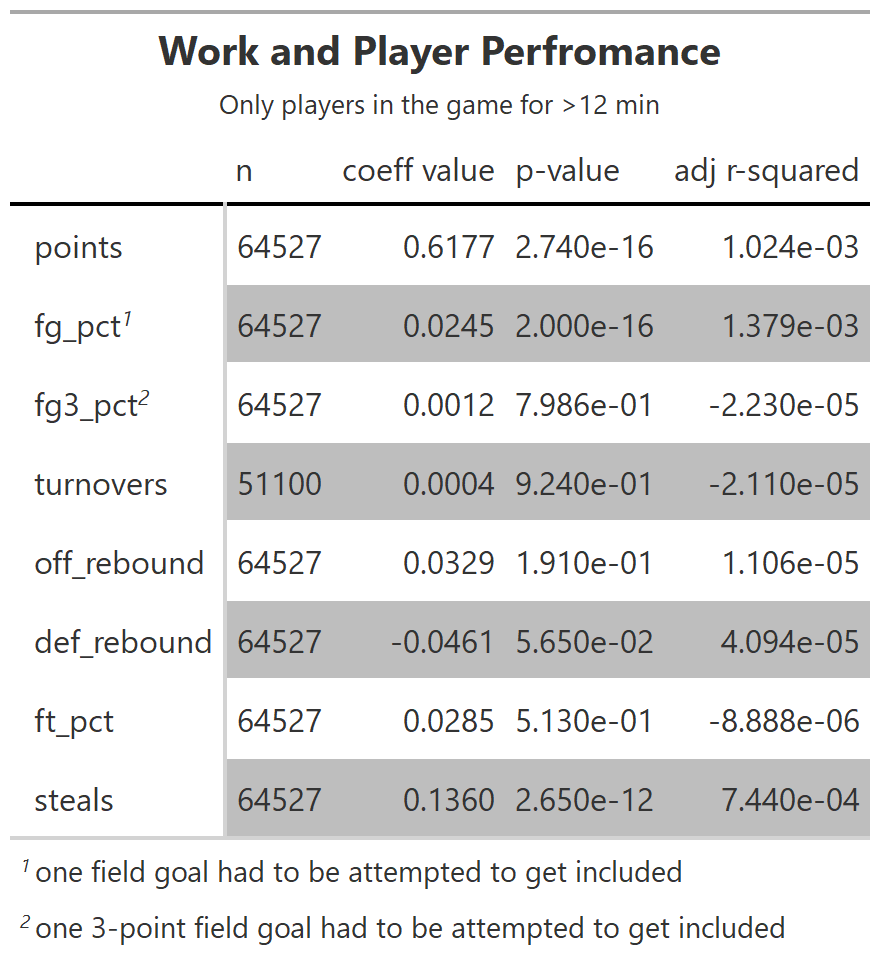 Work and Player Perfromance
Only players in the game for >12 min
n coeff value p-value adj r-squared
points 64527 0.6177 2.740e-16 1.024e-03
fg_pct1 64527 0.0245 2.000e-16 1.379e-03
fg3_pct2 64527 0.0012 7.986e-01 -2.230e-05
turnovers 51100 0.0004 9.240e-01 -2.110e-05
off_rebound 64527 0.0329 1.910e-01 1.106e-05
def_rebound 64527 -0.0461 5.650e-02 4.094e-05
ft_pct 64527 0.0285 5.130e-01 -8.888e-06
steals 64527 0.1360 2.650e-12 7.440e-04
1 one field goal had to be attempted to get included
2 one 3-point field goal had to be attempted to get included